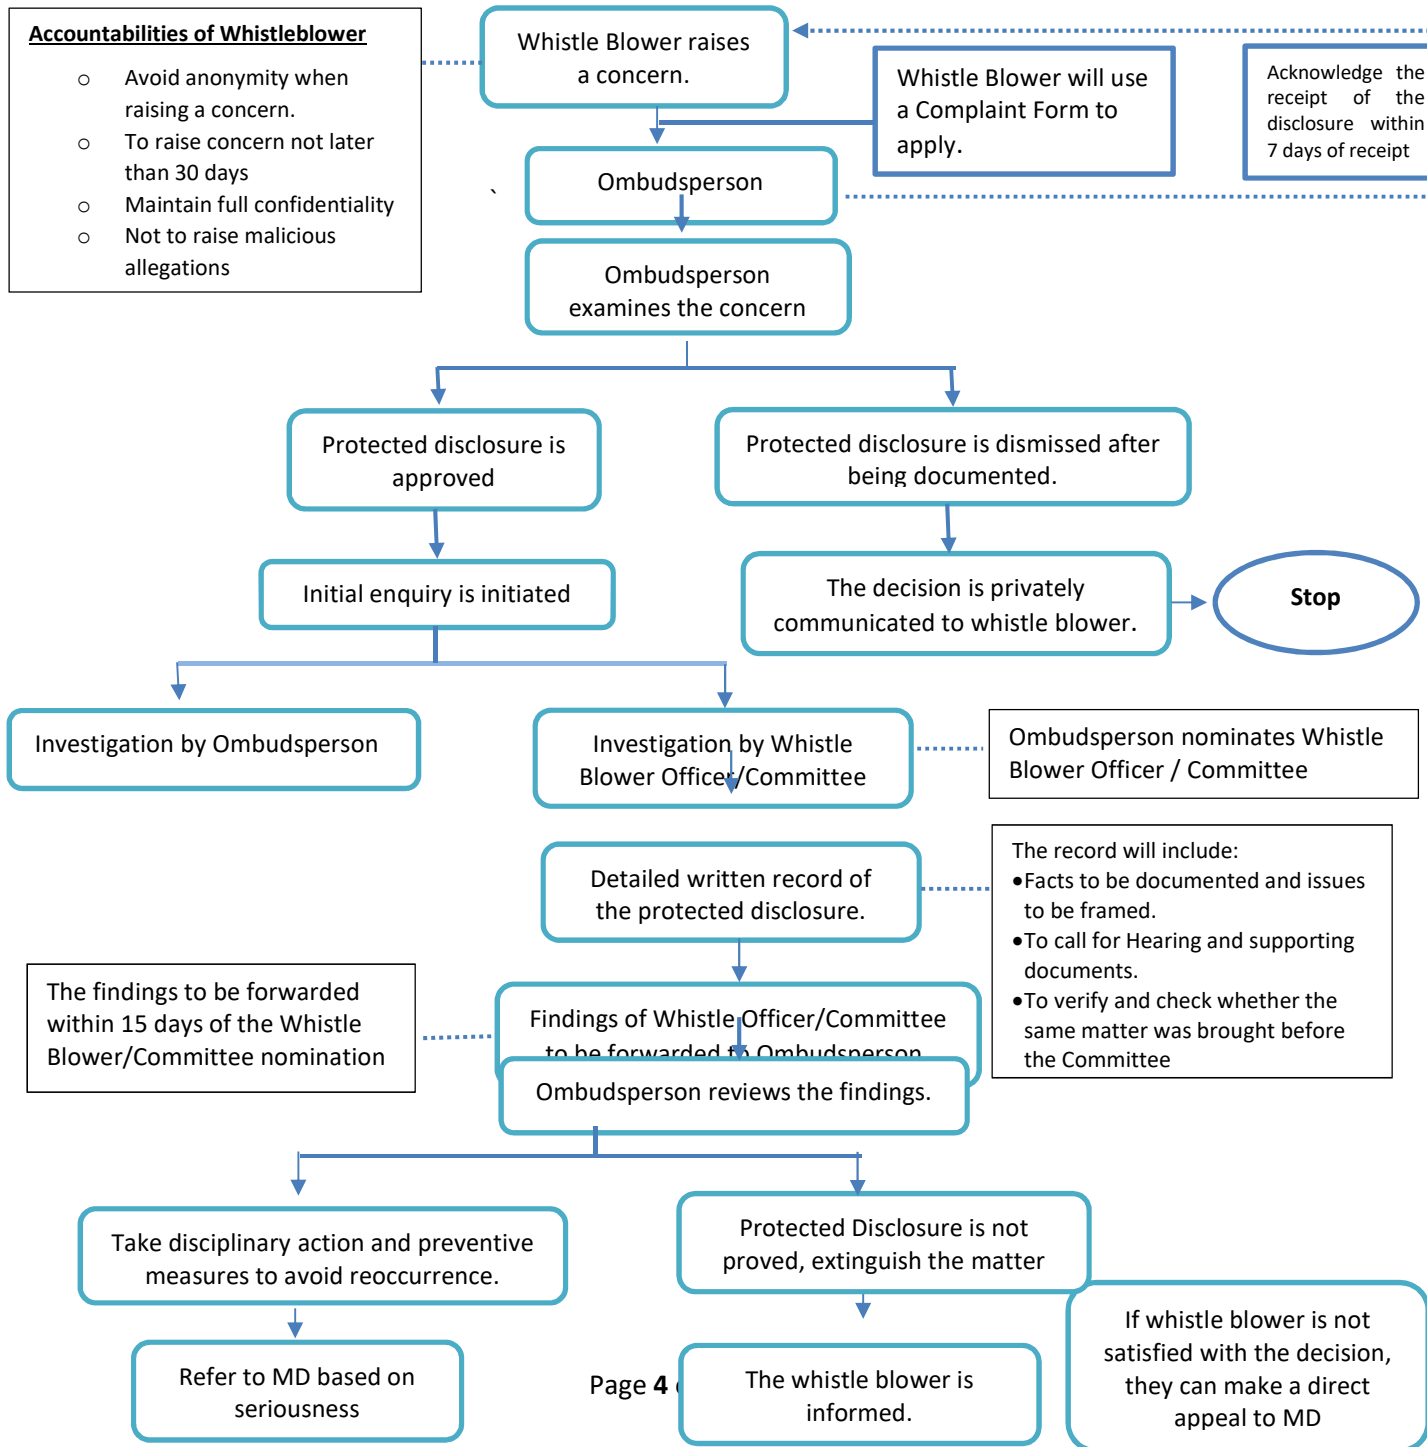 Accountabilities of Whistleblower
o Avoid anonymity when
raising a concern.
o To raise concern not later
than 30 days
o Maintain full confidentiality
o Not to raise malicious
allegations
Whistle Blower raises
a concern.
Whistle Blower will use
a Complaint Form to
apply.
Acknowledge the
receipt of the
disclosure within
7 days of receipt
`
Ombudsperson
Ombudsperson
examines the concern
Protected disclosure is
approved
Protected disclosure is dismissed after
being documented.
Initial enquiry is initiated
The decision is privately
communicated to whistle blower.
Stop
Investigation by Ombudsperson
Investigation by Whistle
Blower Officer/Committee
Ombudsperson nominates Whistle
Blower Officer / Committee
Detailed written record of
the protected disclosure.
The record will include:
•Facts to be documented and issues
to be framed.
•To call for Hearing and supporting
documents.
•To verify and check whether the
same matter was brought before
the Committee
The findings to be forwarded
within 15 days of the Whistle
Blower/Committee nomination
Findings of Whistle Officer/Committee
to be forwarded to Ombudsperson
Ombudsperson reviews the findings.
Take disciplinary action and preventive
measures to avoid reoccurrence.
Protected Disclosure is not
proved, extinguish the matter
If whistle blower is not
satisfied with the decision,
they can make a direct
appeal to MD
Refer to MD based on
seriousness
Page 4
The whistle blower is
informed.